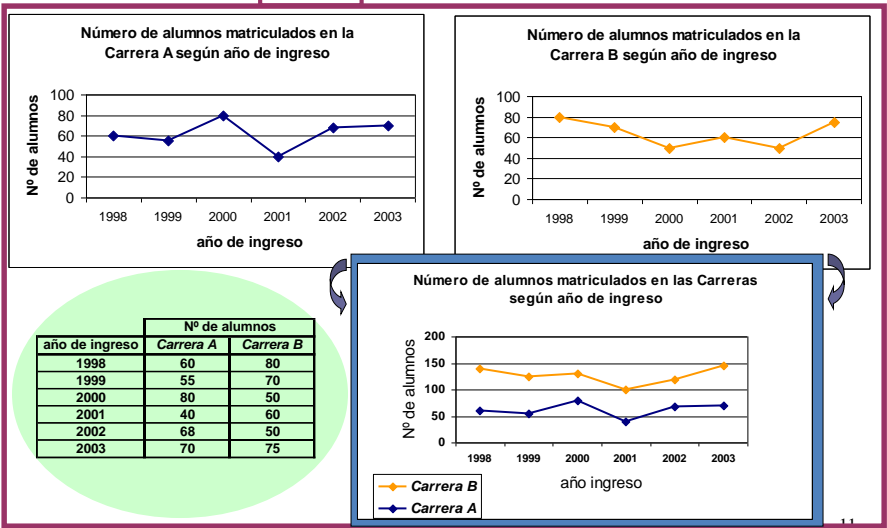 Número de alumnos matriculados en la
Carrera A según año de ingreso
Nº de alumnos
100
80
60
40
20
0
1998 1999 2000 2001 2002 2003
año de ingreso
Número de alumnos matriculados en la
Carrera B según año de ingreso
Nº de alumnos
100
80
60
40
20
0
1998 1999 2000 2001 2002 2003
año de ingreso
Nº de alumnos
año de ingreso Carrera A Carrera B
1998 60 80
1999 55 70
2000 80 50
2001 40 60
2002 68 50
2003 70 75
Número de alumnos matriculados en las Carreras
según año de ingreso
Nº de alumnos
200
150
100
50
0
1998 1999 2000 2001 2002 2003
año ingreso
Carrera B
Carrera A
11